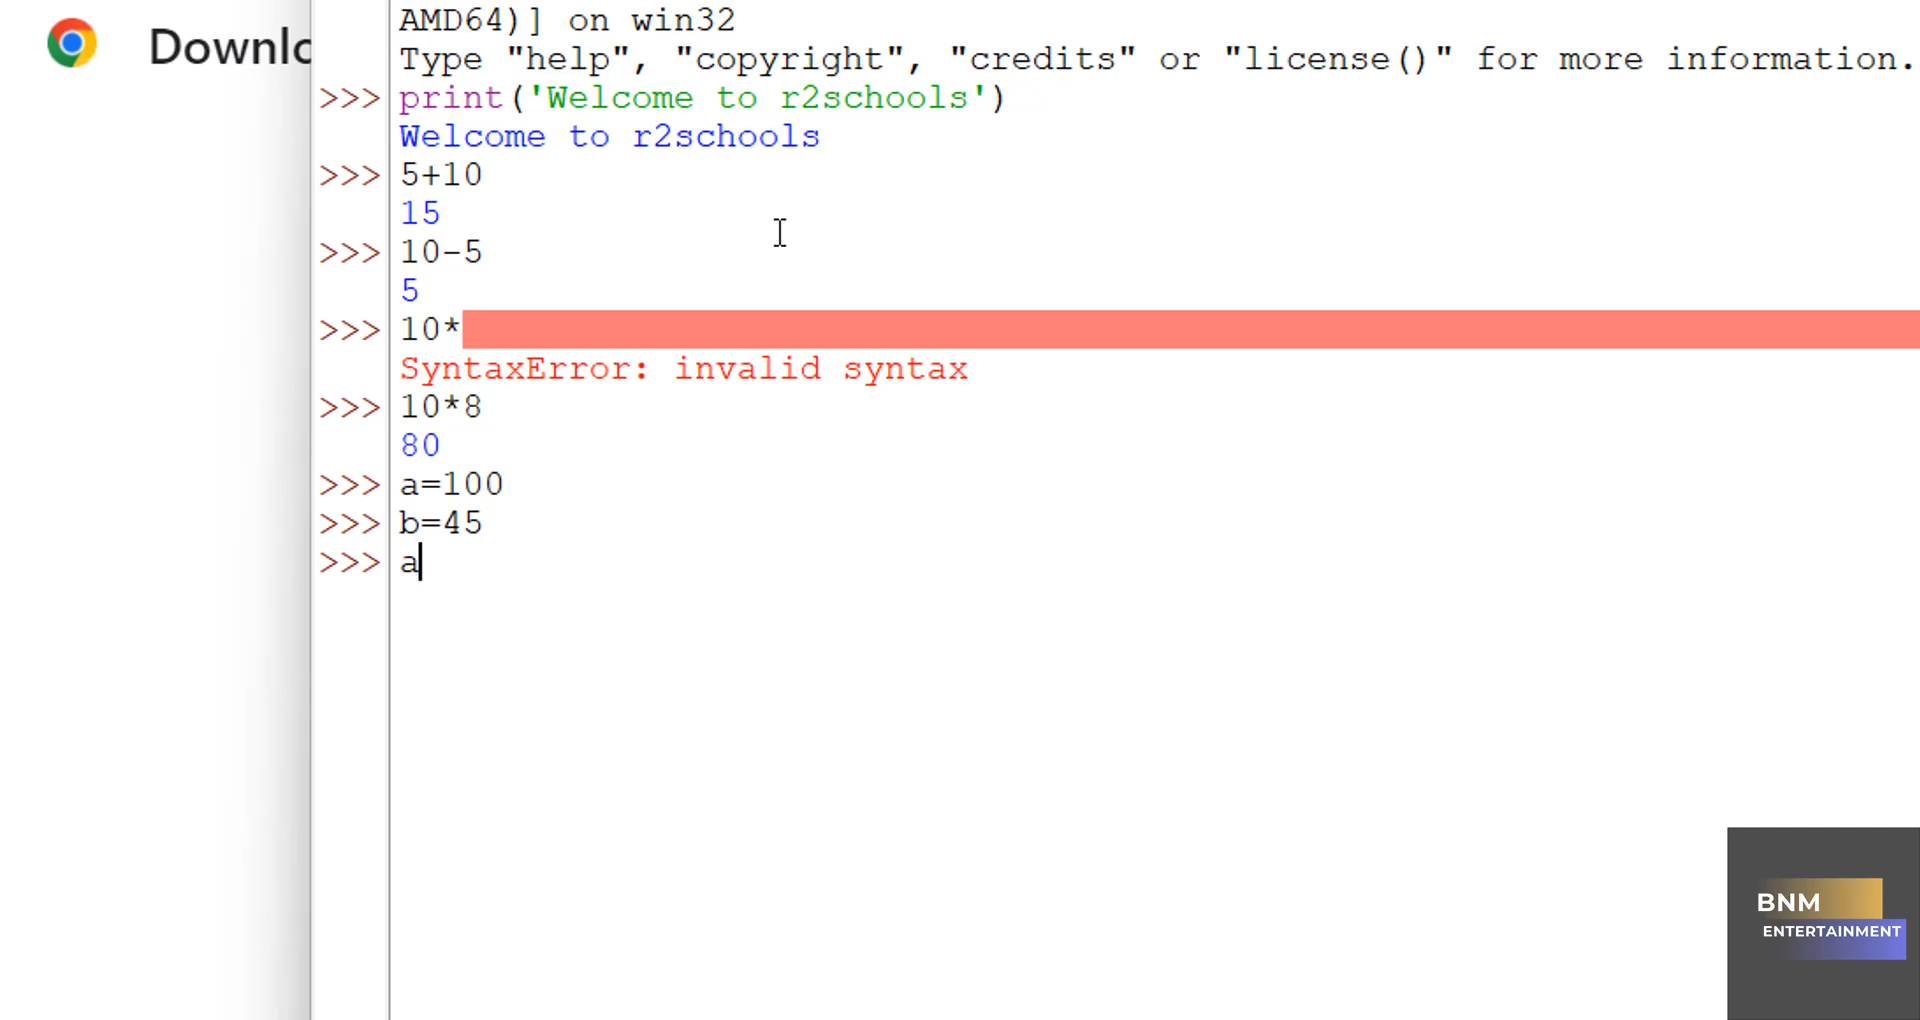 Downlo
AMD64)] on win32
Type "help", "copyright", "credits" or "license()" for more information.
>>> print('Welcome to r2schools')
Welcome to r2schools
>>> 5+10
15
>>> 10-5
5
>>> 10*
SyntaxError: invalid syntax
>>> 10*8
80
>>> a=100
>>> b=45
>>> a
BNM
ENTERTAINMENT